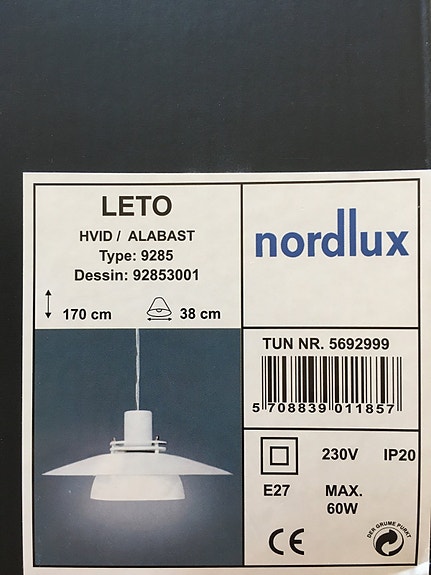 LETO
HVID / ALABAST
Type: 9285
Dessin: 92853001
170 cm
38 cm
nordlux
TUN NR. 5692999
5 708839 011857
230V
IP20
E27
MAX.
60W
CE
DER GRUNE PUNKT